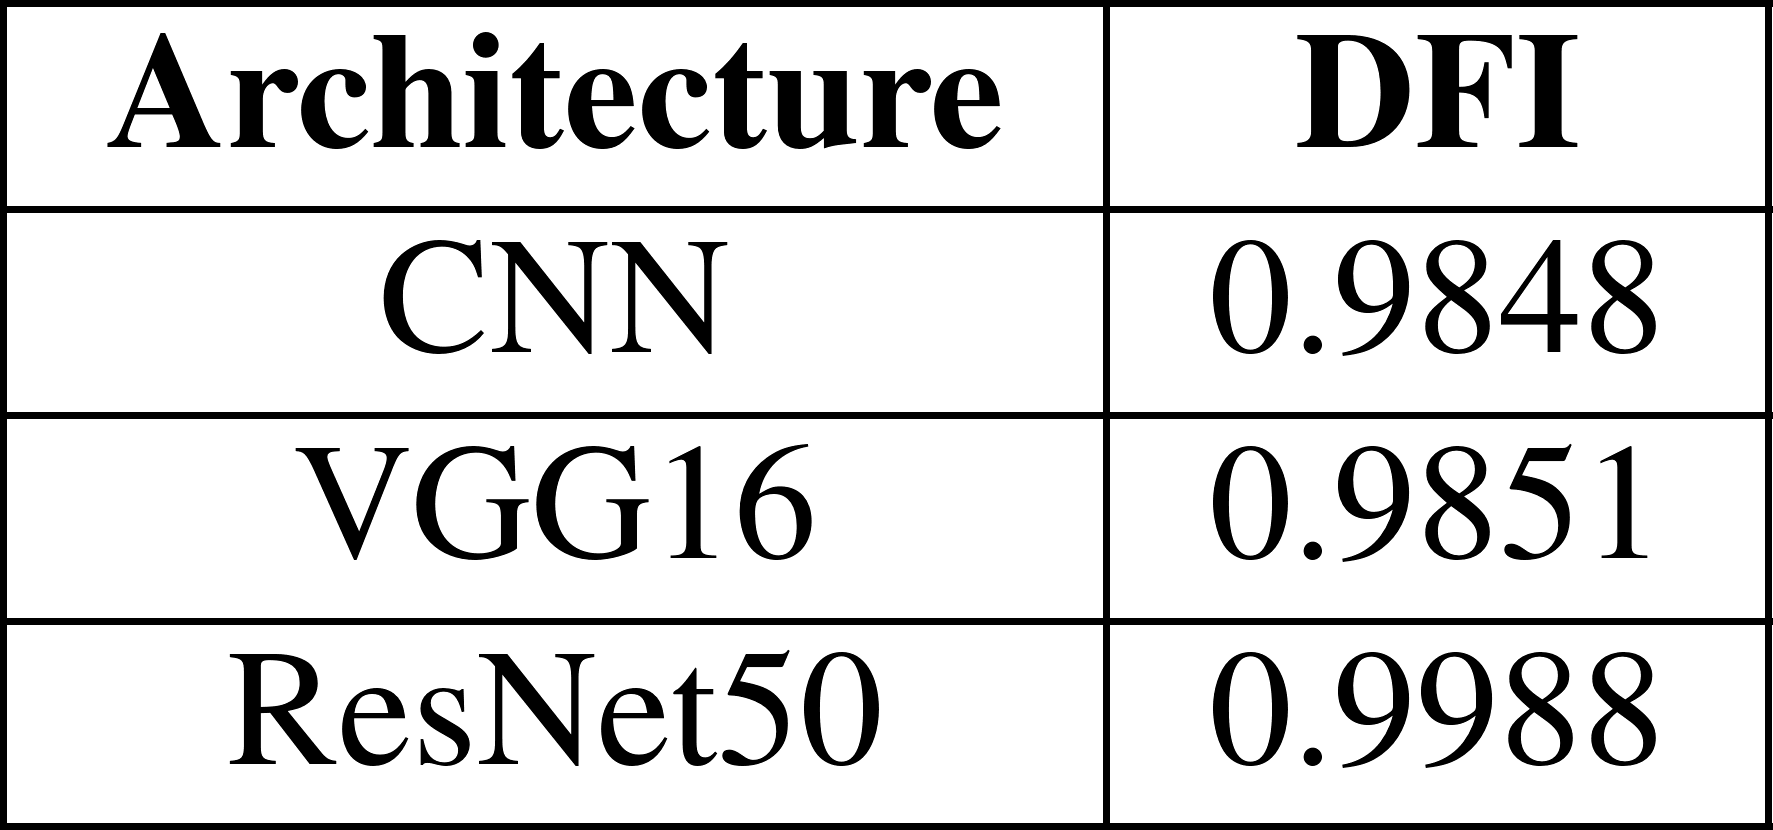 Architecture DFI
CNN 0.9848
VGG16 0.9851
ResNet50 0.9988